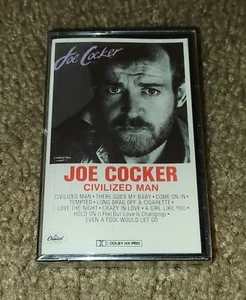 Joe Cocker
JOE COCKER
CIVILIZED MAN
CIVILIZED MAN • THERE GOES MY BABY • COME ON IN •
TEMPTED • LONG DRAG OFF A CIGARETTE •
I LOVE THE NIGHT • CRAZY IN LOVE • A GIRL LIKE YOU •
HOLD ON (I Feel Our Love Is Changing) •
EVEN A FOOL WOULD LET GO
Capitol
DOLBY HX PRO